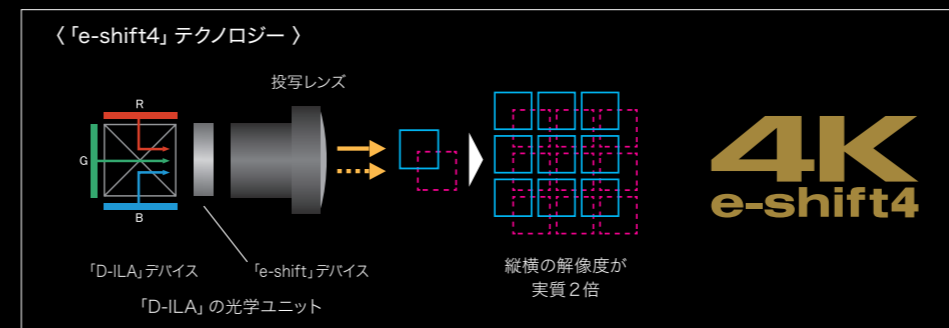 〈「e-shift4」テクノロジー 〉
投写レンズ
R
G
B
「D-ILA」デバイス
「e-shift」デバイス
「D-ILA」の光学ユニット
縦横の解像度が
実質2倍
4K
e-shift4